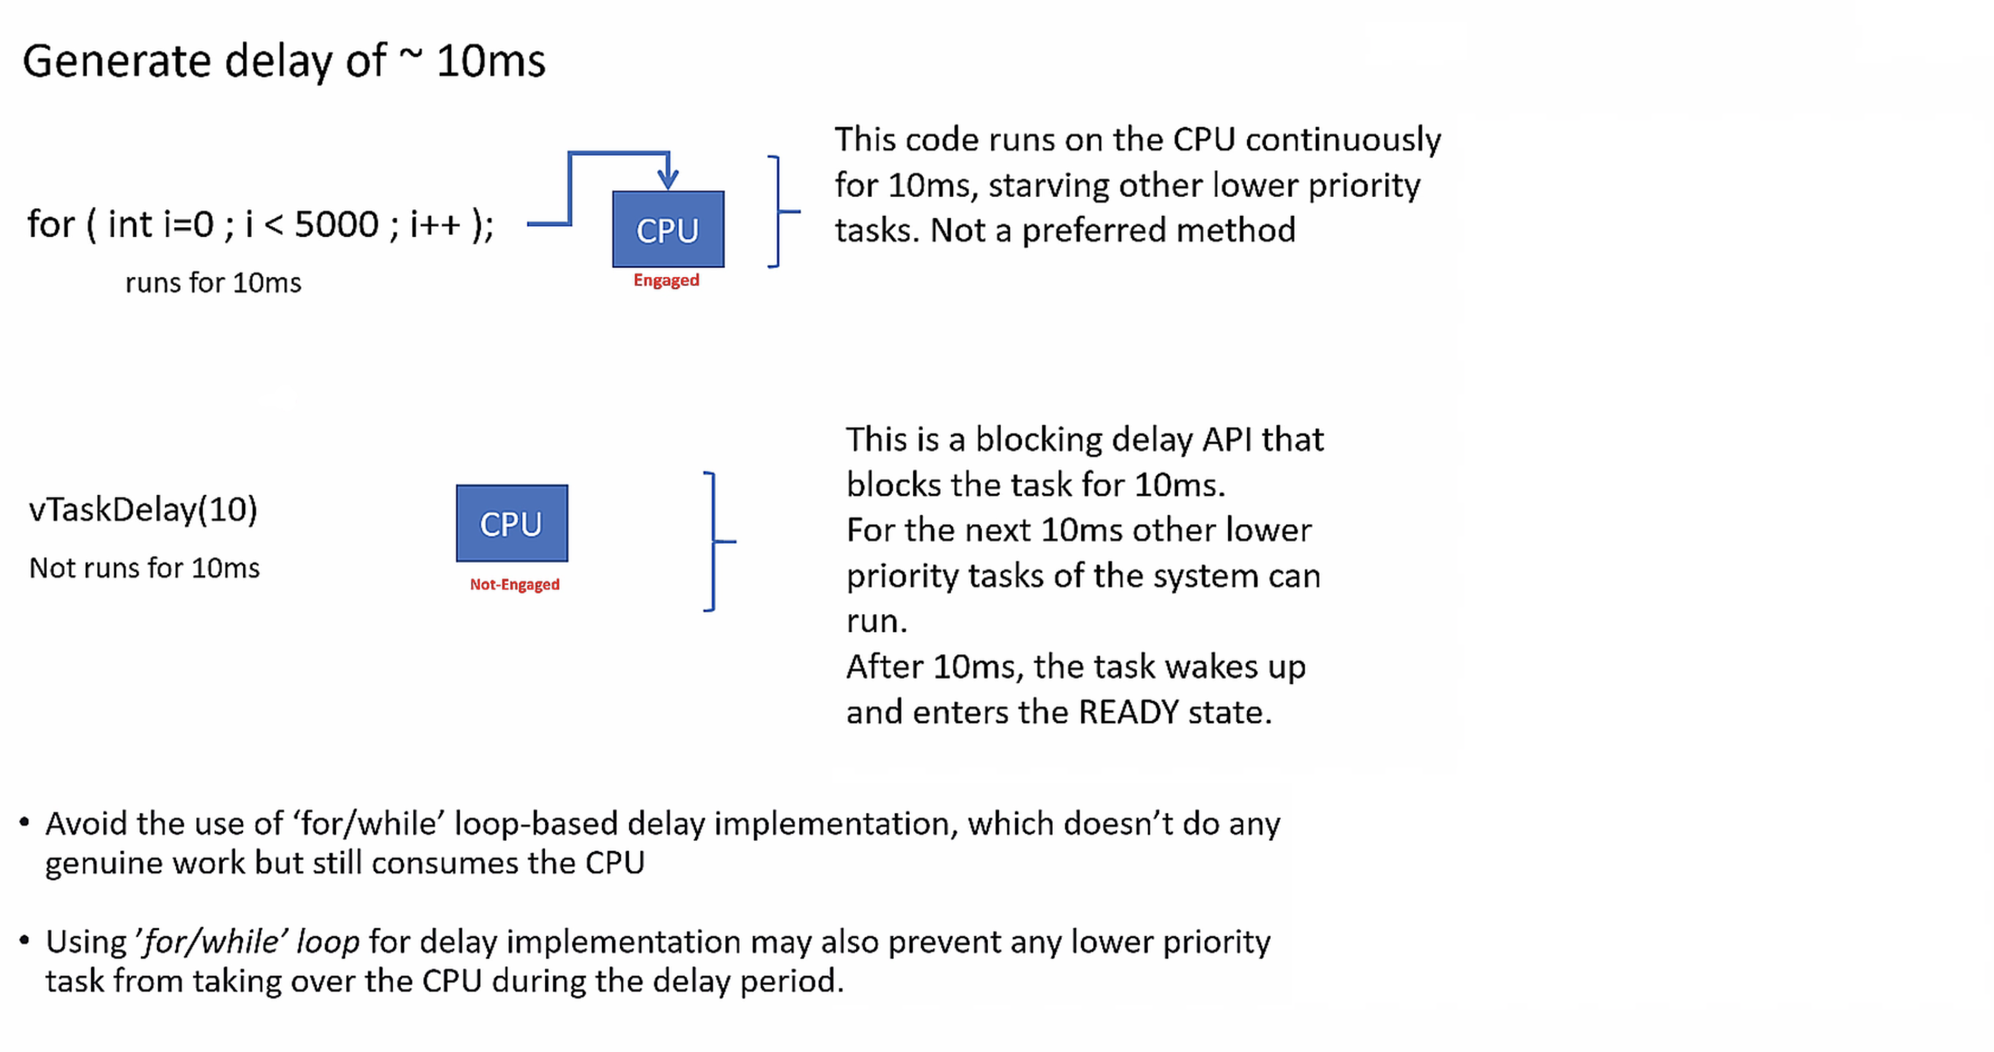 Generate delay of ~ 10ms
for ( int i=0 ; i < 5000 ; i++ );
runs for 10ms
CPU
Engaged
This code runs on the CPU continuously
for 10ms, starving other lower priority
tasks. Not a preferred method
vTaskDelay(10)
Not runs for 10ms
CPU
Not-Engaged
This is a blocking delay API that
blocks the task for 10ms.
For the next 10ms other lower
priority tasks of the system can
run.
After 10ms, the task wakes up
and enters the READY state.
• Avoid the use of ‘for/while’ loop-based delay implementation, which doesn’t do any
genuine work but still consumes the CPU
• Using ’for/while’ loop for delay implementation may also prevent any lower priority
task from taking over the CPU during the delay period.